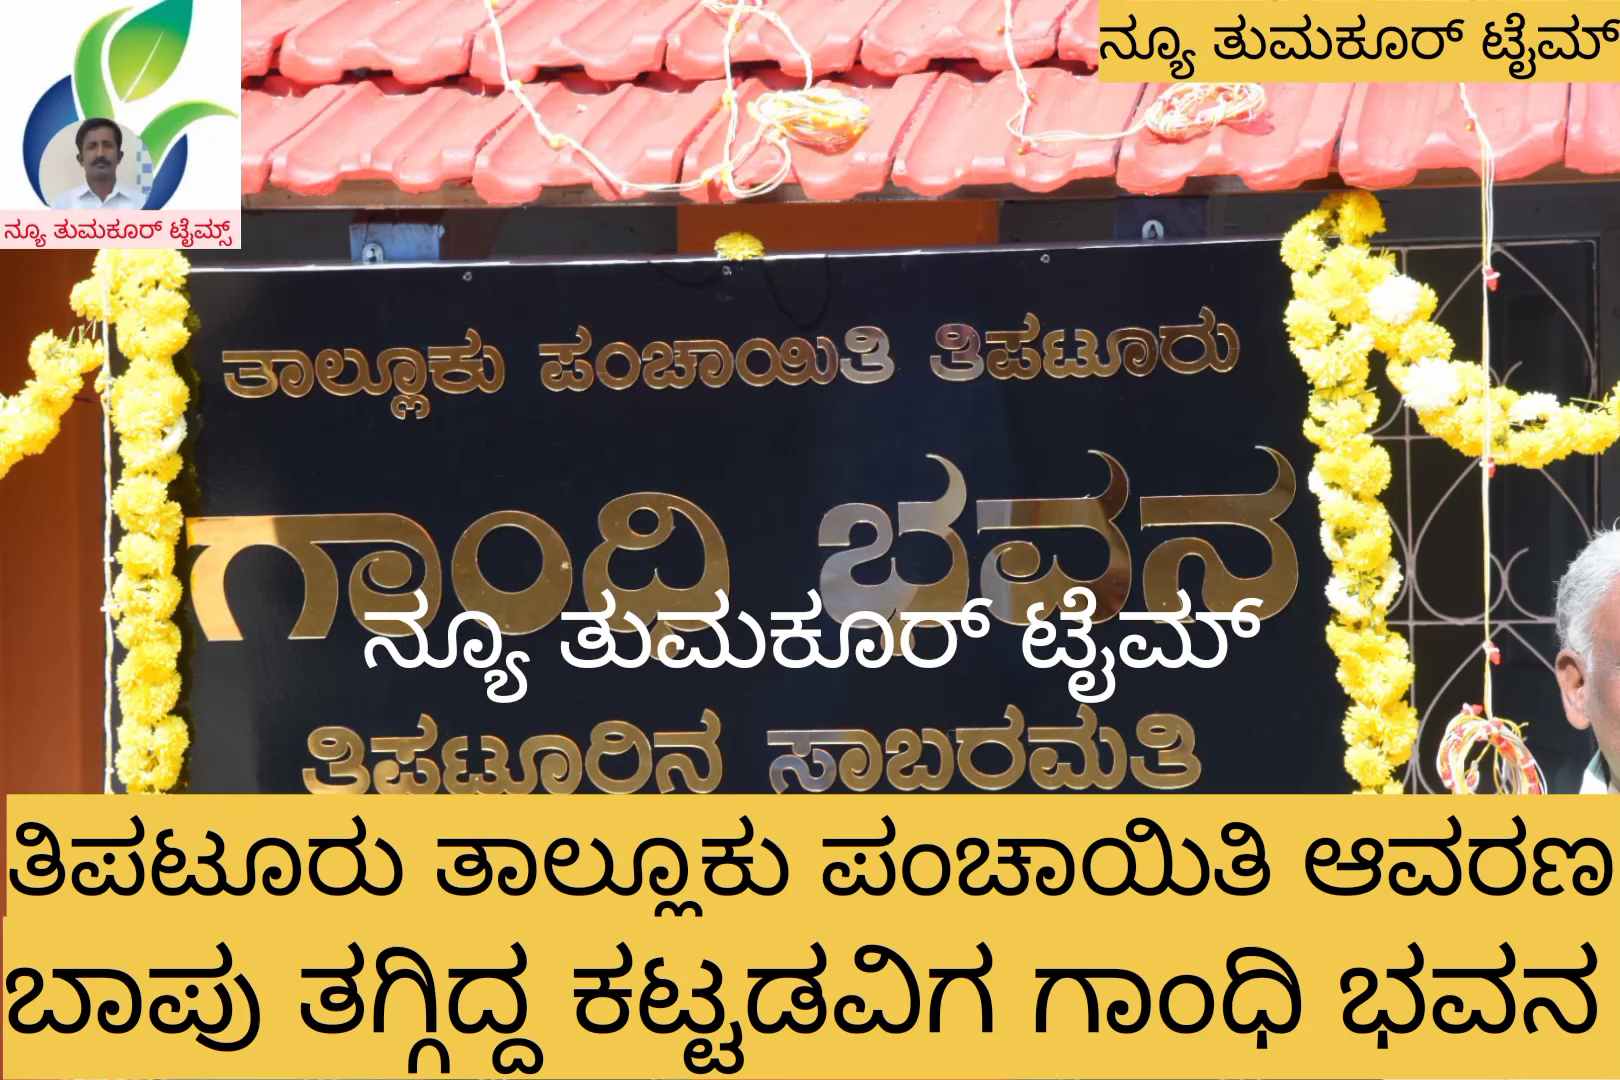 ನ್ಯೂ ತುಮಕೂರ್ ಟೈಮ್
ನ್ಯೂ ತುಮಕೂರ್ ಟೈಮ್ಸ್
ತಾಲ್ಲೂಕು ಪಂಚಾಯಿತಿ ತಿಪಟೂರು
ಗಾಂಧಿ ಭವನ
ನ್ಯೂ ತುಮಕೂರ್ ಟೈಮ್
ತಿಪಟೂರಿನ ಸಾಬರಮತಿ
ತಿಪಟೂರು ತಾಲ್ಲೂಕು ಪಂಚಾಯಿತಿ ಆವರಣ
ಬಾಪು ತಗ್ಗಿದ್ದ ಕಟ್ಟಡವಿಗ ಗಾಂಧಿ ಭವನ